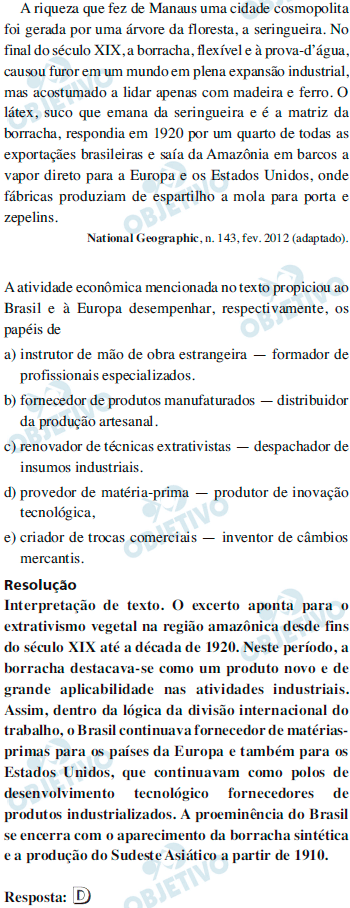 A riqueza que fez de Manaus uma cidade cosmopolita
foi gerada por uma árvore da floresta, a seringueira. No
final do século XIX, a borracha, flexível e à prova-d’água,
causou furor em um mundo em plena expansão industrial,
mas acostumado a lidar apenas com madeira e ferro. O
látex, suco que emana da seringueira e é a matriz da
borracha, respondia em 1920 por um quarto de todas as
exportações brasileiras e saía da Amazônia em barcos a
vapor direto para a Europa e os Estados Unidos, onde
fábricas produziam de espartilho a mola para porta e
zepelins.
National Geographic, n. 143, fev. 2012 (adaptado).
A atividade econômica mencionada no texto propiciou ao
Brasil e à Europa desempenhar, respectivamente, os
papéis de
a) instrutor de mão de obra estrangeira — formador de
profissionais especializados.
b) fornecedor de produtos manufaturados — distribuidor
da produção artesanal.
c) renovador de técnicas extrativistas — despachador de
insumos industriais.
d) provedor de matéria-prima — produtor de inovação
tecnológica,
e) criador de trocas comerciais — inventor de câmbios
mercantis.
Resolução
Interpretação de texto. O excerto aponta para o
extrativismo vegetal na região amazônica desde fins
do século XIX até a década de 1920. Neste período, a
borracha destacava-se como um produto novo e de
grande aplicabilidade nas atividades industriais.
Assim, dentro da lógica da divisão internacional do
trabalho, o Brasil continuava fornecedor de matérias-
primas para os países da Europa e também para os
Estados Unidos, que continuavam como polos de
desenvolvimento tecnológico fornecedores de
produtos industrializados. A proeminência do Brasil
se encerra com o aparecimento da borracha sintética
e a produção do Sudeste Asiático a partir de 1910.
Resposta: D
OBJETIVO
OBJETIVO
OBJETIVO
OBJETIVO
OBJETIVO
OBJETIVO
OBJETIVO
OBJETIVO